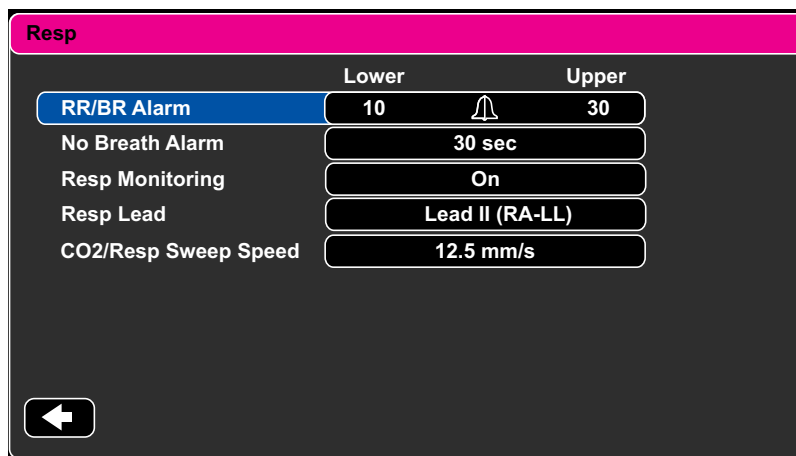 Resp
Lower Upper
RR/BR Alarm 10 30
No Breath Alarm 30 sec
Resp Monitoring On
Resp Lead Lead II (RA-LL)
CO2/Resp Sweep Speed 12.5 mm/s